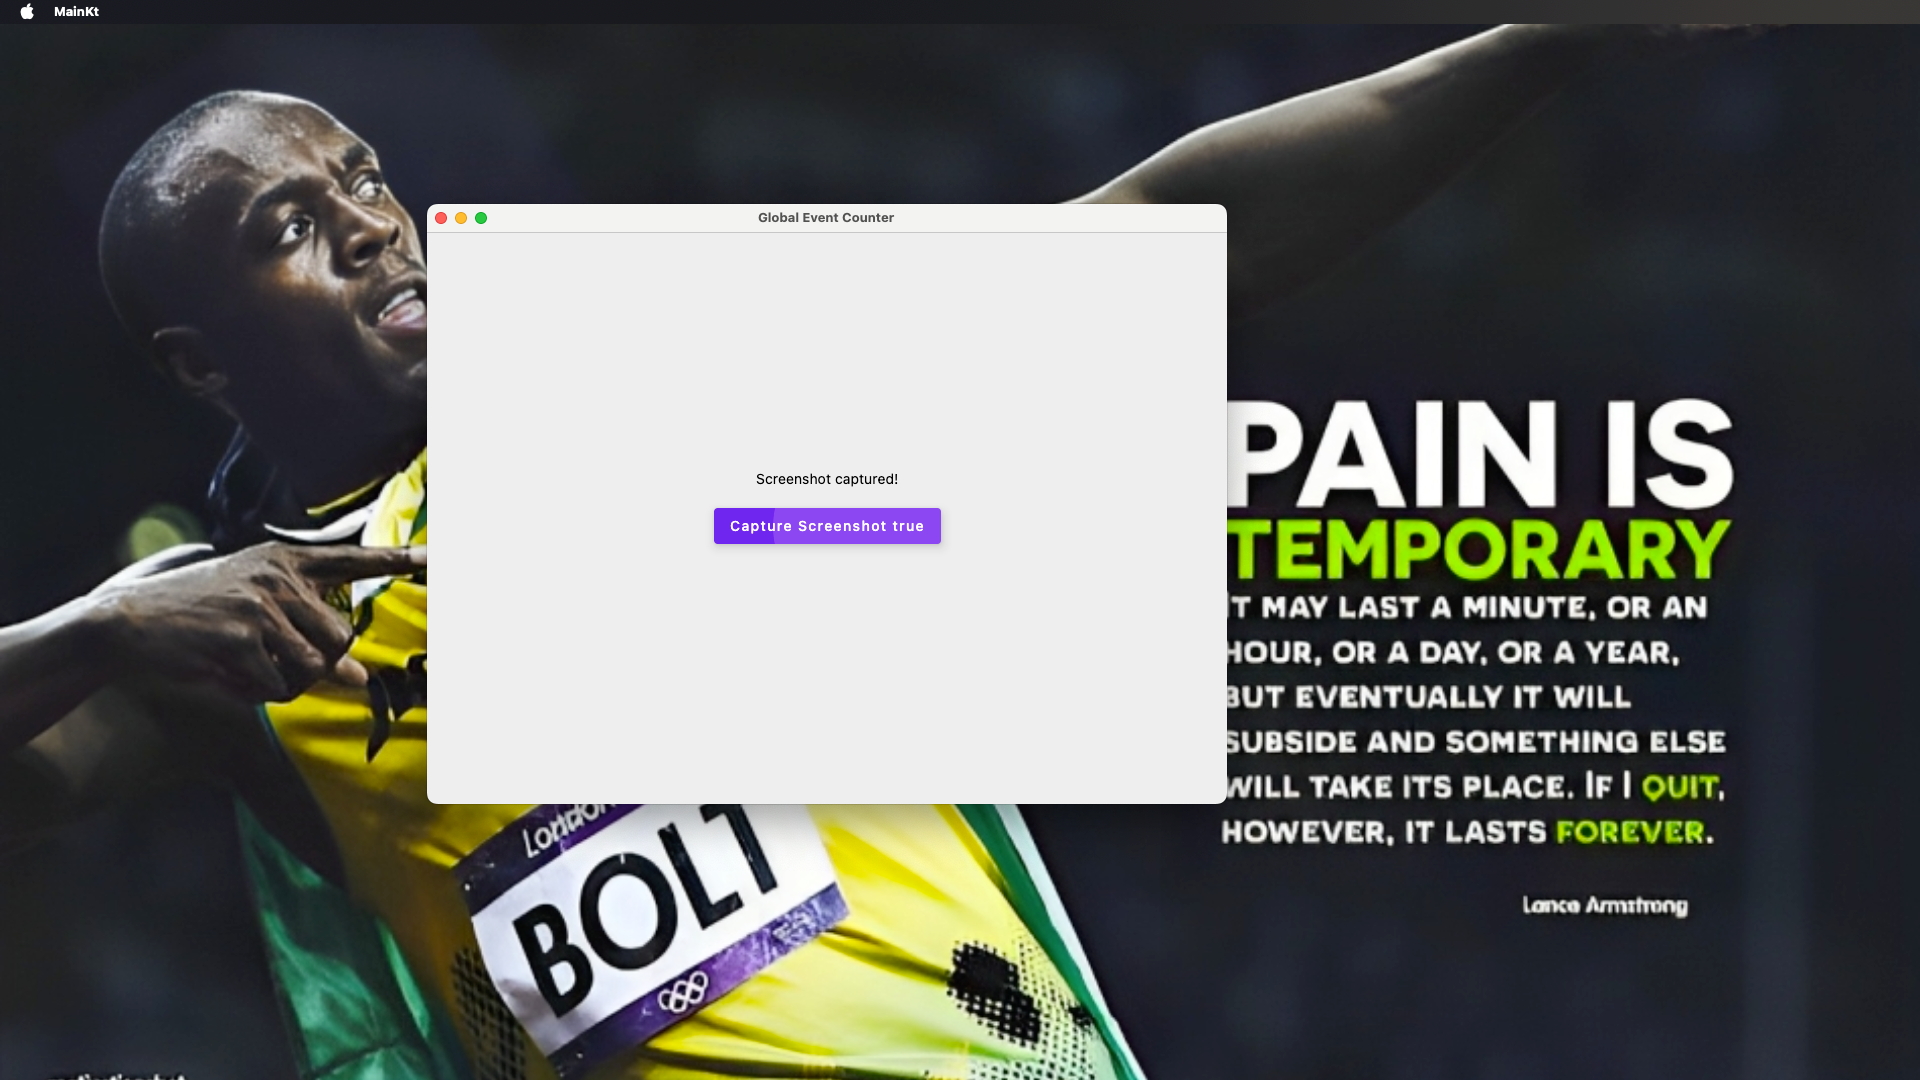 MainKt
Global Event Counter
Screenshot captured!
Capture Screenshot true
PAIN IS
TEMPORARY
IT MAY LAST A MINUTE, OR AN
HOUR, OR A DAY, OR A YEAR,
BUT EVENTUALLY IT WILL
SUBSIDE AND SOMETHING ELSE
WILL TAKE ITS PLACE. IF I QUIT,
HOWEVER, IT LASTS FOREVER.
Lance Armstrong
London
BOLT